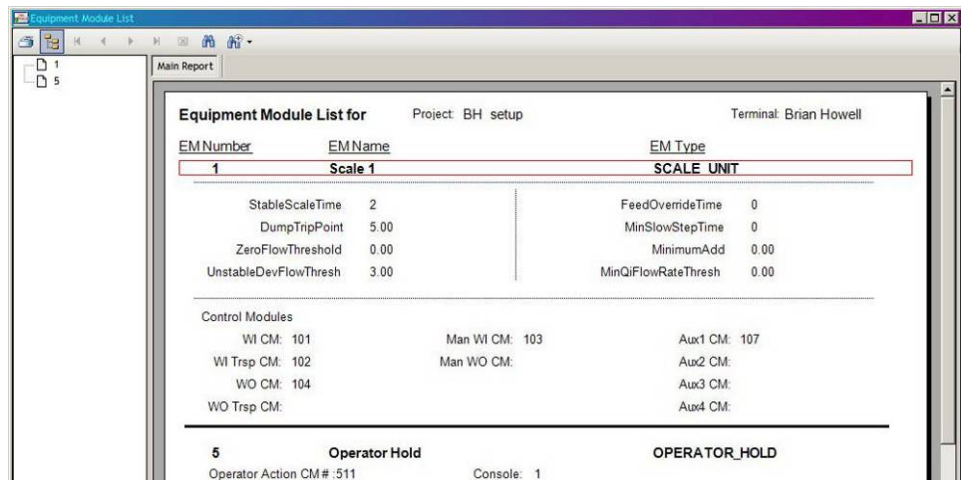 Equipment Module List
1
5
Main Report
Equipment Module List for Project: BH setup Terminal: Brian Howell
EM Number EM Name EM Type
1 Scale 1 SCALE_UNIT
StableScaleTime 2 FeedOverrideTime 0
DumpTripPoint 5.00 MinSlowStepTime 0
ZeroFlowThreshold 0.00 MinimumAdd 0.00
UnstableDevFlowThresh 3.00 MinQiFlowRateThresh 0.00
Control Modules
WI CM: 101 Man WI CM: 103 Aux1 CM: 107
WI Trsp CM: 102 Man WO CM: Aux2 CM:
WO CM: 104 Aux3 CM:
WO Trsp CM: Aux4 CM:
5 Operator Hold OPERATOR_HOLD
Operator Action CM # :511 Console: 1